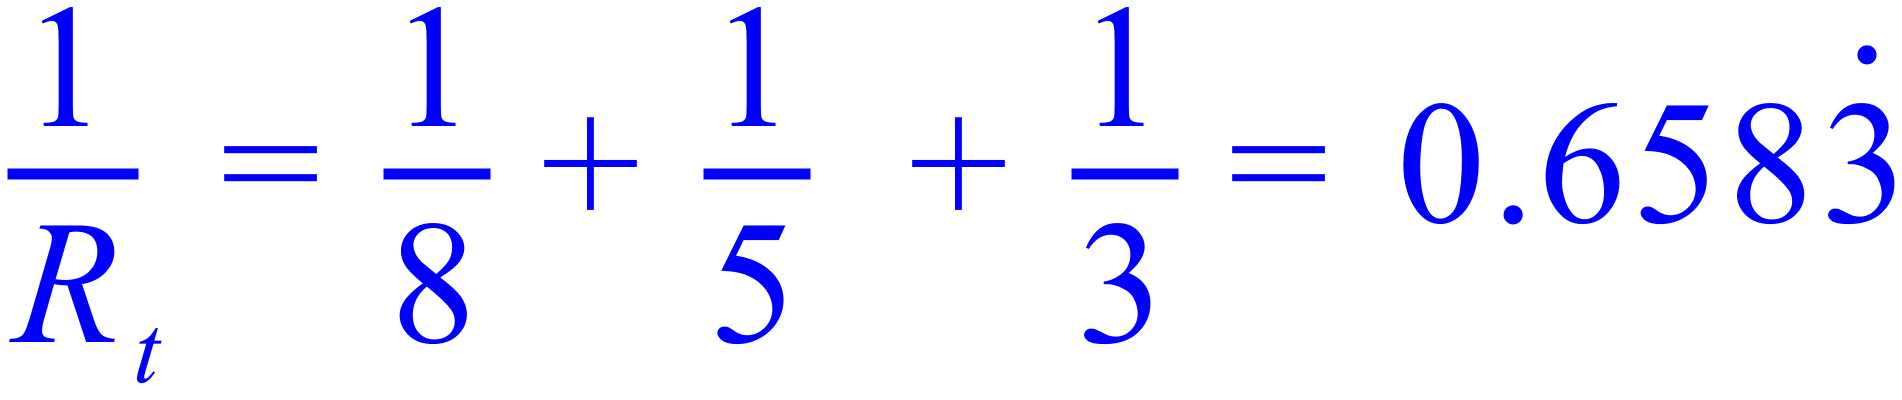 1/R_t = 1/8 + 1/5 + 1/3 = 0.6583̇